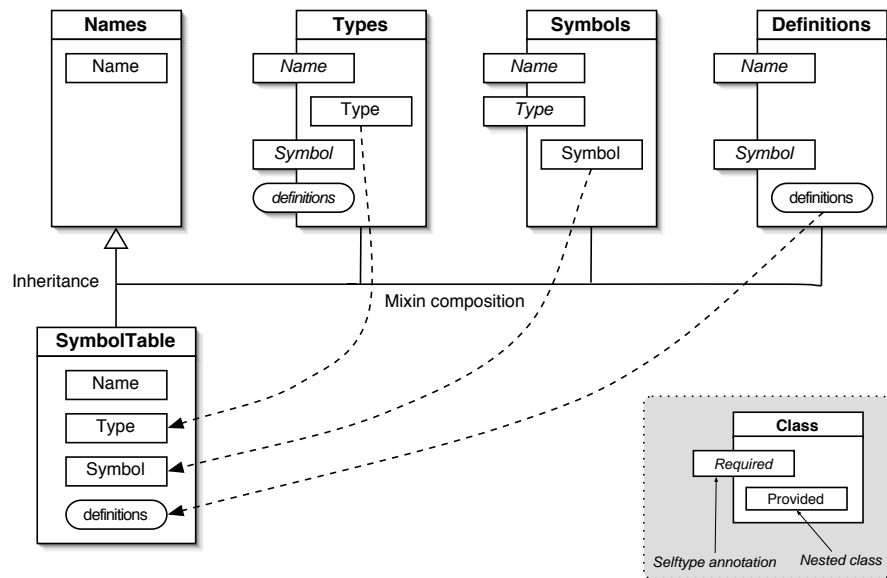 Names
Types
Symbols
Definitions
Name
Name
Name
Name
Type
Type
Symbol
Symbol
Symbol
definitions
definitions
Inheritance
Mixin composition
SymbolTable
Name
Type
Symbol
definitions
Class
Required
Provided
Selftype annotation
Nested class